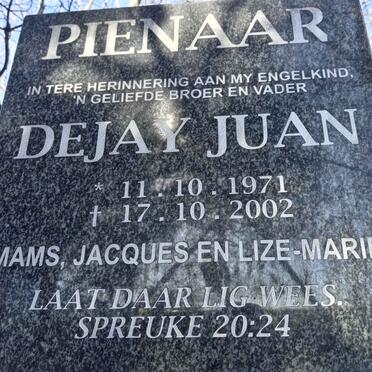 PIENAAR
IN TERE HERINNERING AAN MY ENGELKIND,
'N GELIEFDE BROER EN VADER
DEJAY JUAN
* 11.10.1971
† 17.10.2002
MAMS, JACQUES EN LIZE-MARIE
LAAT DAAR LIG WEES.
SPREUKE 20:24